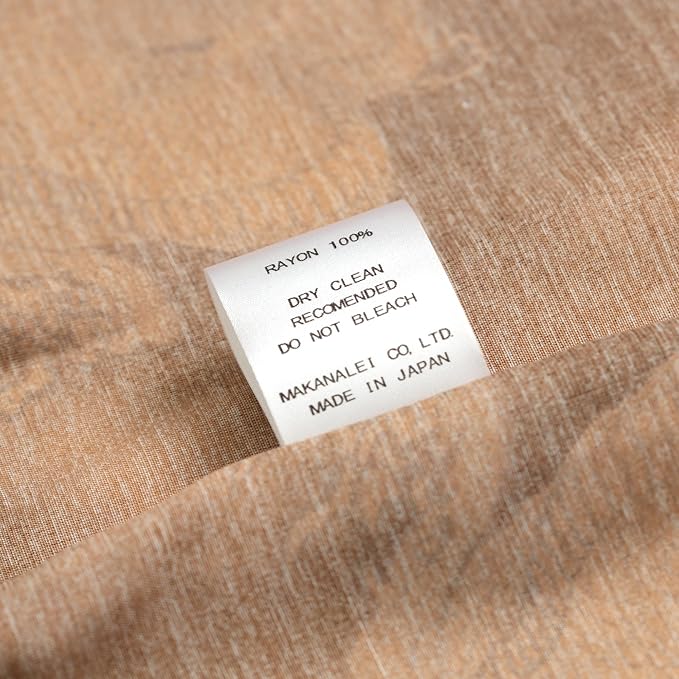 RAYON 100%
DRY CLEAN
RECOMENDED
DO NOT BLEACH
MAKANALEI CO, LTD.
MADE IN JAPAN